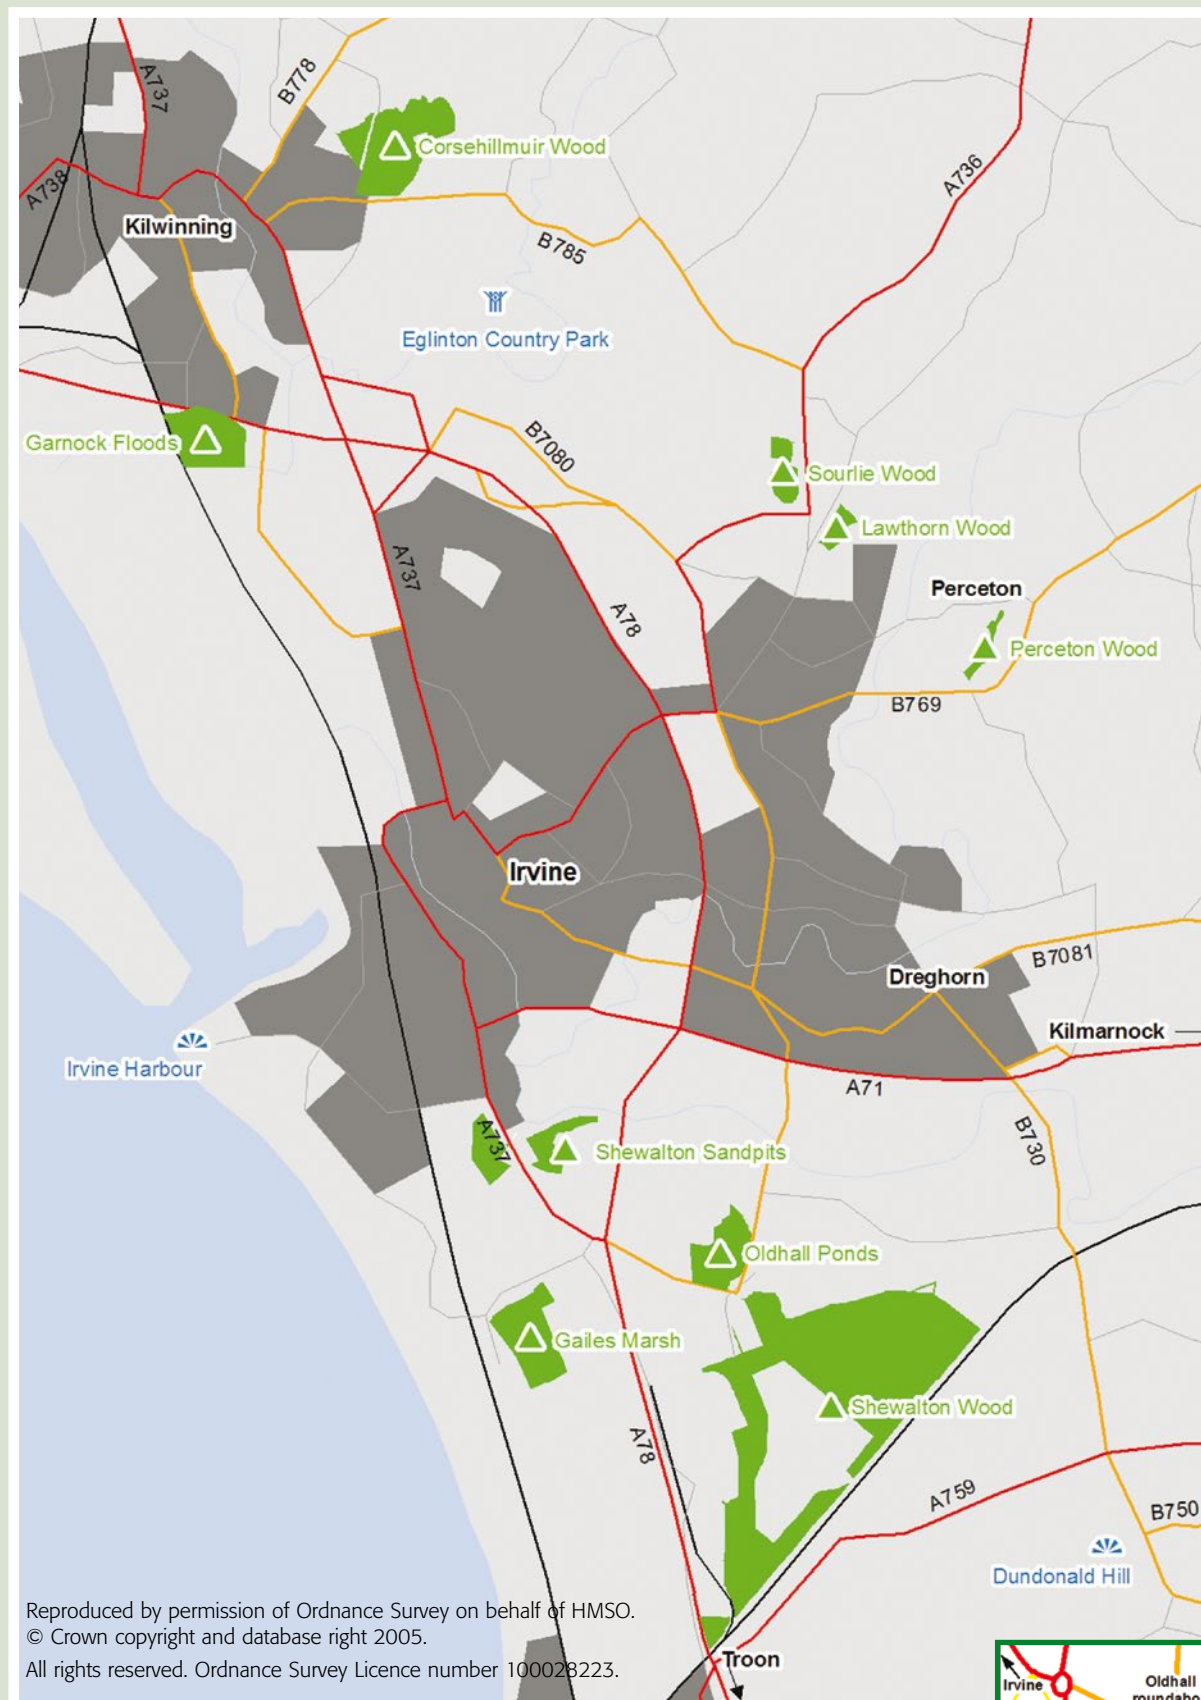 A737
B778
Corsehillmuir Wood
A738
A736
Kilwinning
B785
Eglinton Country Park
Garnock Floods
B7080
Sourlie Wood
Lawthorn Wood
A737
Perceton
A78
Perceton Wood
B769
Irvine
Dreghorn
B7081
Kilmarnock
Irvine Harbour
A71
A737
Shewalton Sandpits
B730
Oldhall Ponds
Gailes Marsh
Shewalton Wood
A78
A759
B750
Dundonald Hill
Reproduced by permission of Ordnance Survey on behalf of HMSO.
© Crown copyright and database right 2005.
All rights reserved. Ordnance Survey Licence number 100028223.
Troon
Irvine
Oldhall